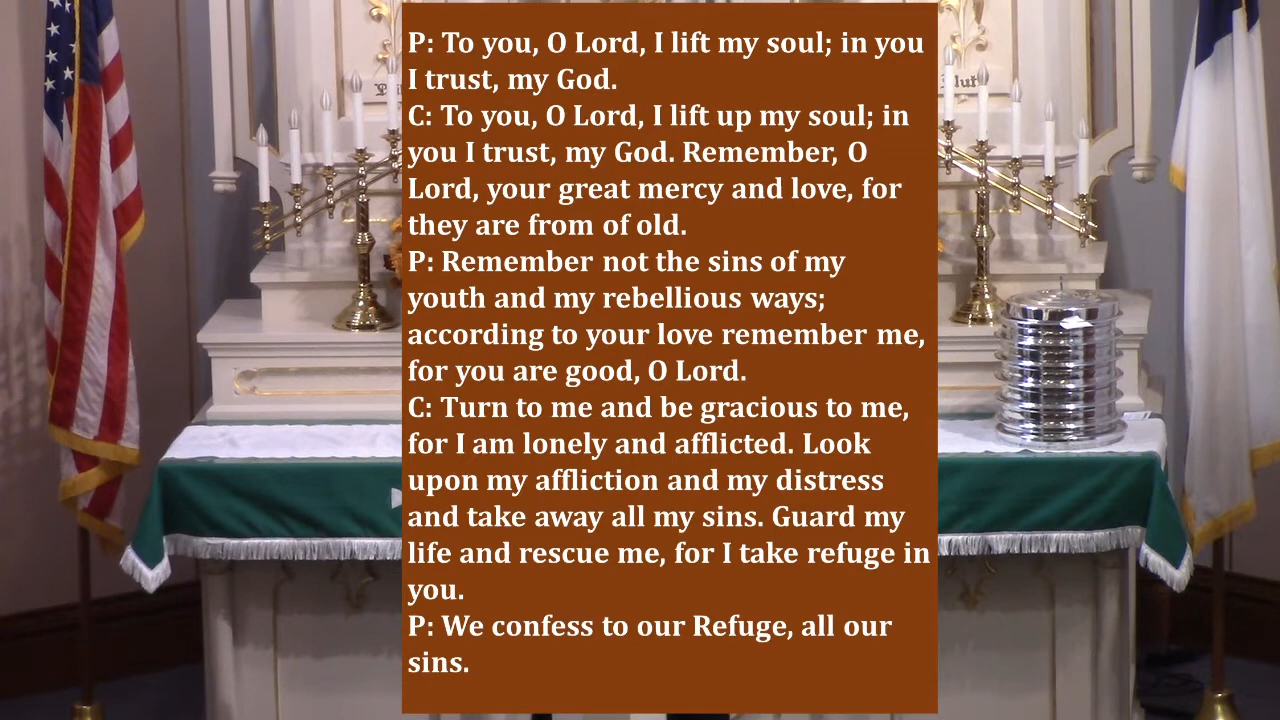 P: To you, O Lord, I lift my soul; in you
I trust, my God.
C: To you, O Lord, I lift up my soul; in
you I trust, my God. Remember, O
Lord, your great mercy and love, for
they are from of old.
P: Remember not the sins of my
youth and my rebellious ways;
according to your love remember me,
for you are good, O Lord.
C: Turn to me and be gracious to me,
for I am lonely and afflicted. Look
upon my affliction and my distress
and take away all my sins. Guard my
life and rescue me, for I take refuge in
you.
P: We confess to our Refuge, all our
sins.